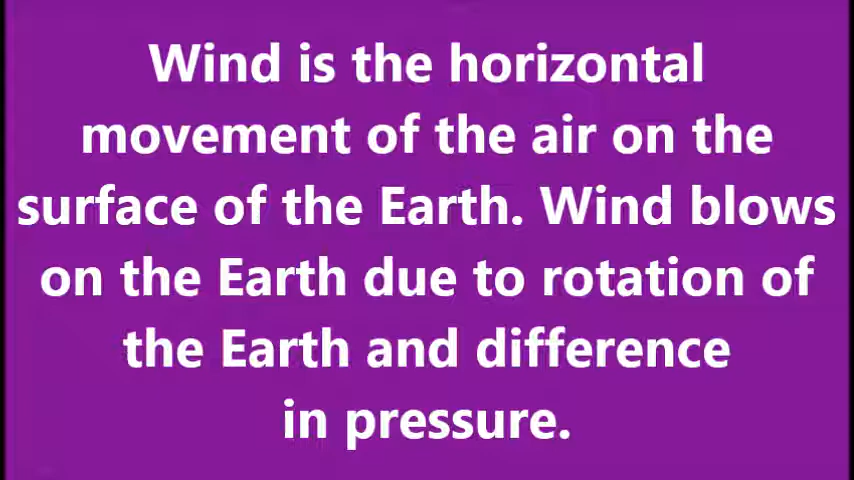 Wind is the horizontal
movement of the air on the
surface of the Earth. Wind blows
on the Earth due to rotation of
the Earth and difference
in pressure.